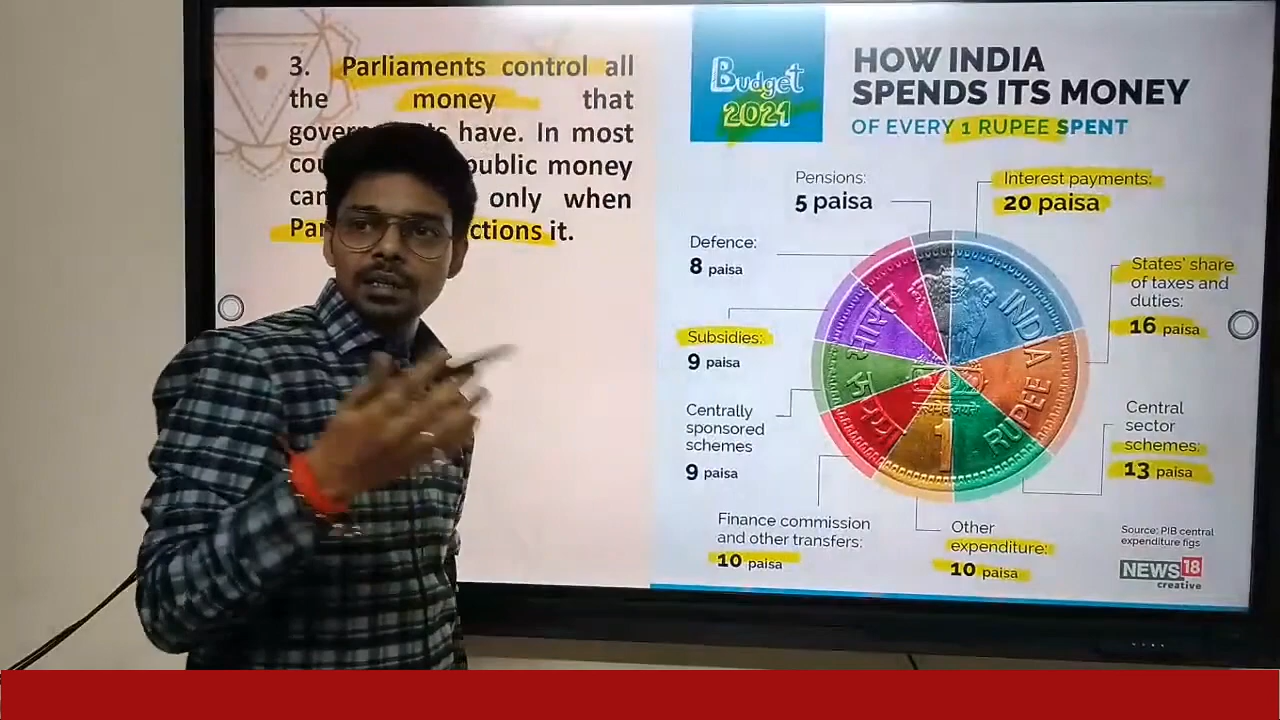 3. Parliaments control all
the money that
have. In most
public money
only when
it.
Budget
2021
HOW INDIA
SPENDS ITS MONEY
OF EVERY 1 RUPEE SPENT
Pensions:
5 paisa
Interest payments:
20 paisa
Defence:
8 paisa
States' share
of taxes and
duties:
16 paisa
Subsidies:
9 paisa
Centrally
sponsored
schemes
9 paisa
Central
sector
schemes:
13 paisa
Finance commission
and other transfers:
10 paisa
Other
expenditure:
10 paisa
भारत
INDIA
RUPEE
1
Source: PIB central
expenditure figs
NEWS18
creative